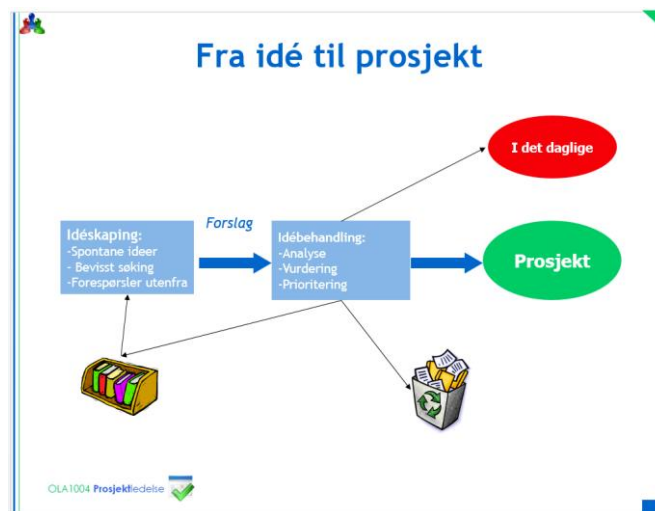 Fra idé til prosjekt
I det daglige
Forslag
Idéskaping:
-Spontane ideer
- Bevisst søking
-Forespørsler utenfra
Idébehandling:
-Analyse
-Vurdering
-Prioritering
Prosjekt
OLA1004 Prosjektledelse